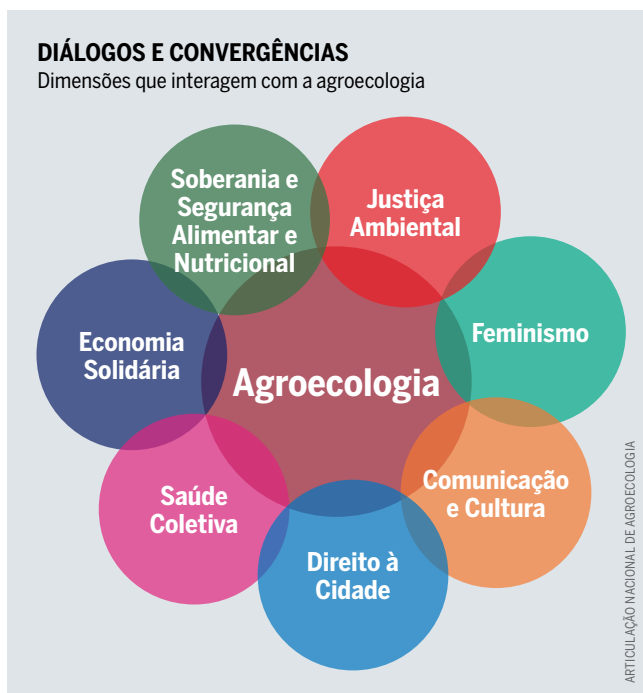 DIÁLOGOS E CONVERGÊNCIAS
Dimensões que interagem com a agroecologia
Soberania e
Segurança
Alimentar e
Nutricional
Justiça
Ambiental
Economia
Solidária
Agroecologia
Feminismo
Saúde
Coletiva
Comunicação
e Cultura
Direito à
Cidade
ARTICULAÇÃO NACIONAL DE AGROECOLOGIA